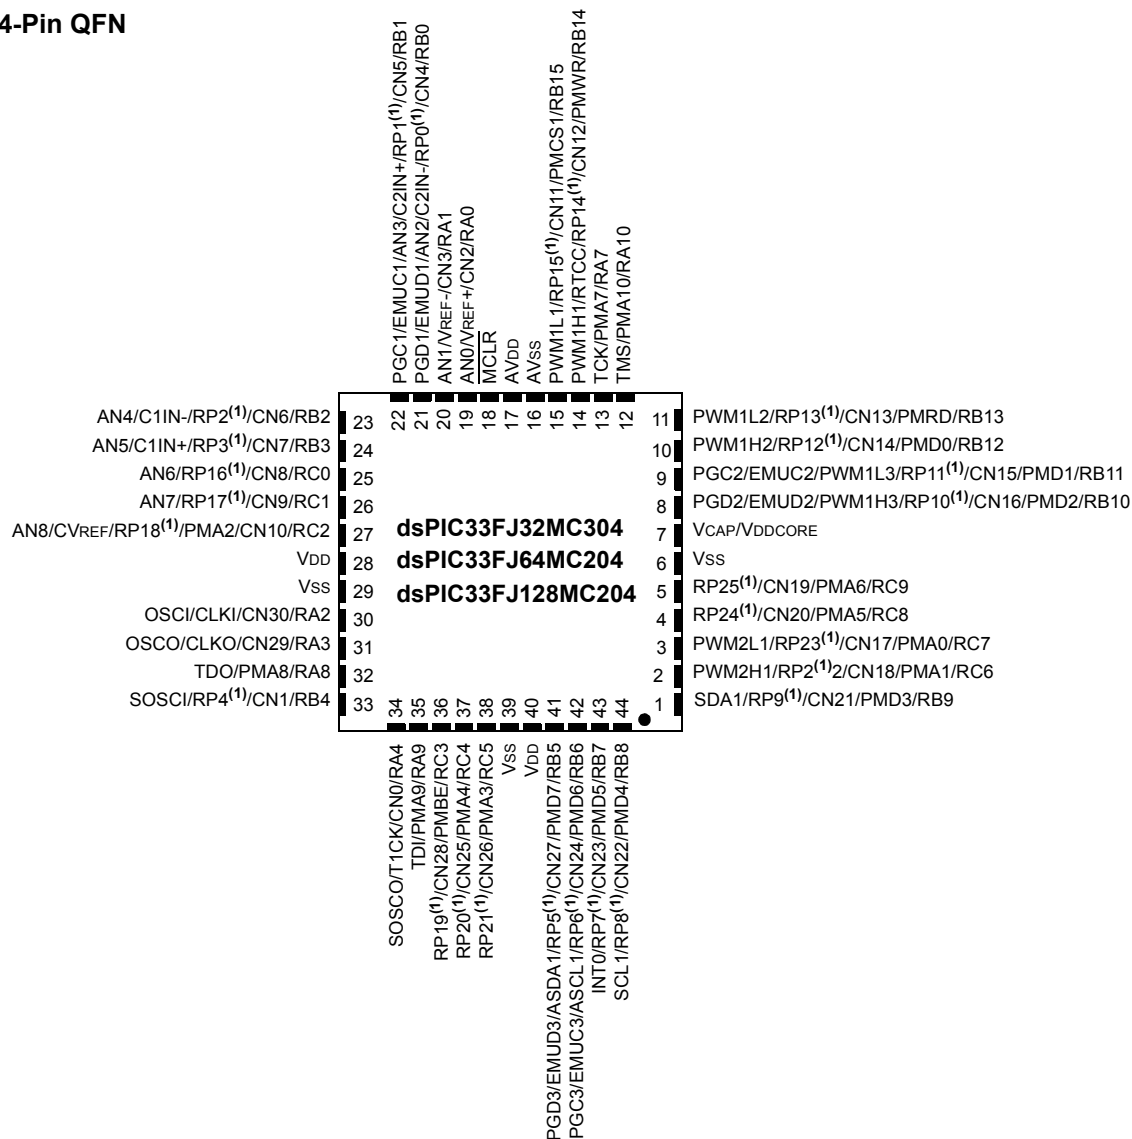 4-Pin QFN
PGC1/EMUC1/AN3/C2IN+/RP1(1)/CN5/RB1
PGD1/EMUD1/AN2/C2IN-/RP0(1)/CN4/RB0
AN1/VREF-/CN3/RA1
AN0/VREF+/CN2/RA0
MCLR
AVDD
AVSS
PWM1L1/RP15(1)/CN11/PMCS1/RB15
PWM1H1/RTCC/RP14(1)/CN12/PMWR/RB14
TCK/PMA7/RA7
TMS/PMA10/RA10
22 21 20 19 18 17 16 15 14 13 12
AN4/C1IN-/RP2(1)/CN6/RB2 23
AN5/C1IN+/RP3(1)/CN7/RB3 24
AN6/RP16(1)/CN8/RC0 25
AN7/RP17(1)/CN9/RC1 26
AN8/CVREF/RP18(1)/PMA2/CN10/RC2 27
VDD 28
VSS 29
OSCI/CLKI/CN30/RA2 30
OSCO/CLKO/CN29/RA3 31
TDO/PMA8/RA8 32
SOSCI/RP4(1)/CN1/RB4 33
dsPIC33FJ32MC304
dsPIC33FJ64MC204
dsPIC33FJ128MC204
11 PWM1L2/RP13(1)/CN13/PMRD/RB13
10 PWM1H2/RP12(1)/CN14/PMD0/RB12
9 PGC2/EMUC2/PWM1L3/RP11(1)/CN15/PMD1/RB11
8 PGD2/EMUD2/PWM1H3/RP10(1)/CN16/PMD2/RB10
7 VCAP/VDDCORE
6 VSS
5 RP25(1)/CN19/PMA6/RC9
4 RP24(1)/CN20/PMA5/RC8
3 PWM2L1/RP23(1)/CN17/PMA0/RC7
2 PWM2H1/RP2(1)2/CN18/PMA1/RC6
1 SDA1/RP9(1)/CN21/PMD3/RB9
34 35 36 37 38 39 40 41 42 43 44
SOSCO/T1CK/CN0/RA4
TDI/PMA9/RA9
RP19(1)/CN28/PMBE/RC3
RP20(1)/CN25/PMA4/RC4
RP21(1)/CN26/PMA3/RC5
VSS
VDD
PGD3/EMUD3/ASDA1/RP5(1)/CN27/PMD7/RB5
PGC3/EMUC3/ASCL1/RP6(1)/CN24/PMD6/RB6
INT0/RP7(1)/CN23/PMD5/RB7
SCL1/RP8(1)/CN22/PMD4/RB8